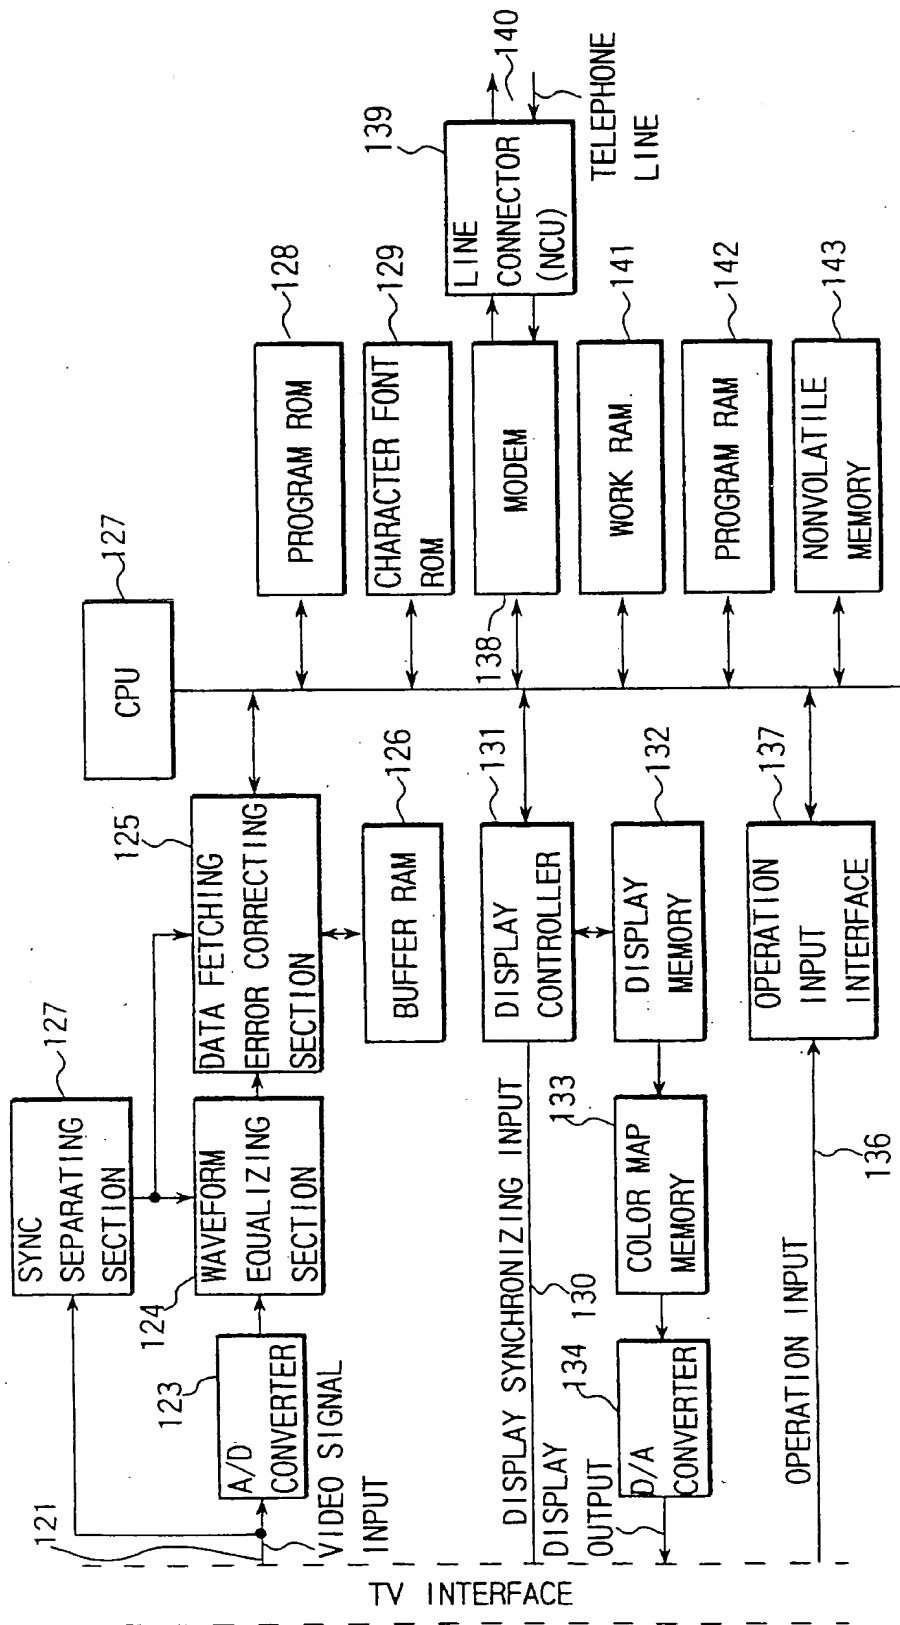 127
CPU
128
PROGRAM ROM
129
CHARACTER FONT
ROM
138
MODEM
139
LINE
CONNECTOR
(NCU)
140
TELEPHONE
LINE
141
WORK RAM.
142
PROGRAM RAM
143
NONVOLATILE
MEMORY
127
SYNC
SEPARATING
SECTION
125
DATA FETCHING
ERROR CORRECTING
SECTION
126
BUFFER RAM
124
WAVEFORM
EQUALIZING
SECTION
123
A/D
CONVERTER
121
VIDEO SIGNAL
INPUT
131
DISPLAY
CONTROLLER
132
DISPLAY
MEMORY
133
COLOR MAP
MEMORY
134
D/A
CONVERTER
DISPLAY SYNCHRONIZING INPUT
130
DISPLAY
OUTPUT
137
OPERATION
INPUT
INTERFACE
OPERATION INPUT
136
TV INTERFACE